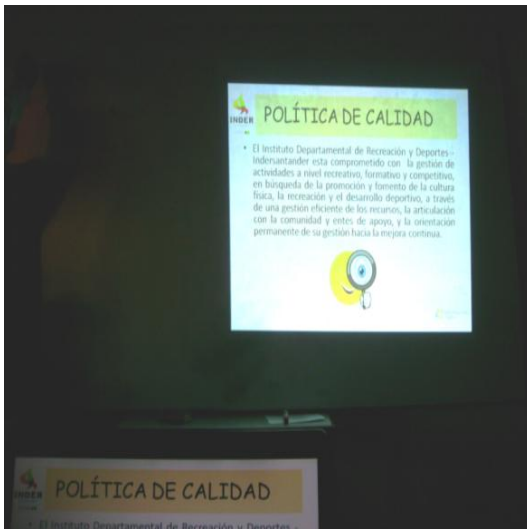 INDER
POLÍTICA DE CALIDAD
• El Instituto Departamental de Recreación y Deportes-
Indersantander esta comprometido con la gestión de
actividades a nivel recreativo, formativo y competitivo,
en búsqueda de la promoción y fomento de la cultura
física, la recreación y el desarrollo deportivo, a través
de una gestión eficiente de los recursos, la articulación
con la comunidad y entes de apoyo, y la orientación
permanente de su gestión hacia la mejora continua.
INDER
POLÍTICA DE CALIDAD
• El Instituto Departamental de Recreación y Deportes -